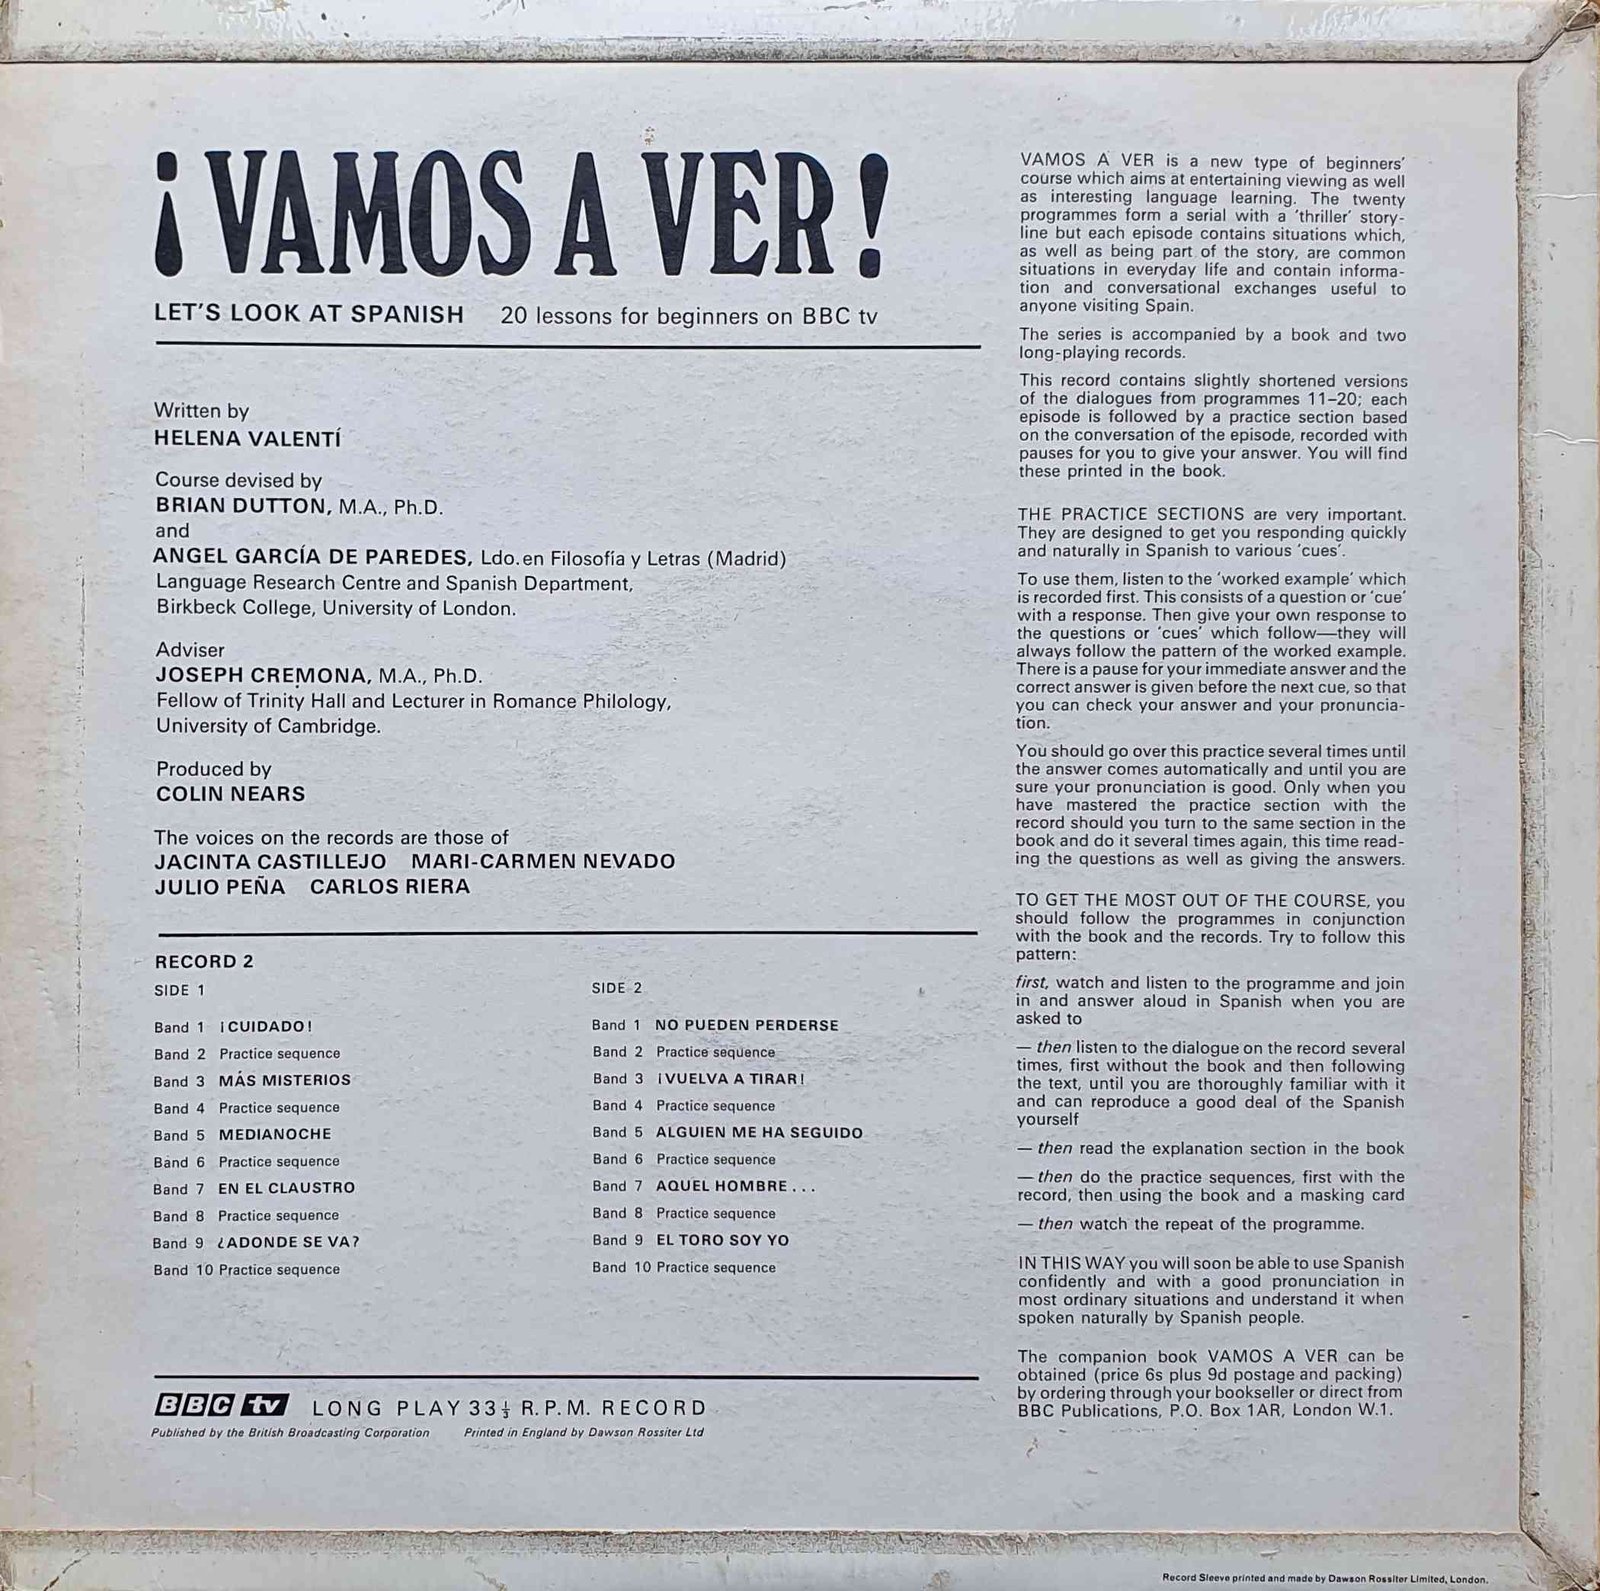 ¡VAMOS A VER!
LET'S LOOK AT SPANISH 20 lessons for beginners on BBC tv
Written by
HELENA VALENTÍ
Course devised by
BRIAN DUTTON, M.A., Ph.D.
and
ANGEL GARCÍA DE PAREDES, Ldo. en Filosofía y Letras (Madrid)
Language Research Centre and Spanish Department,
Birkbeck College, University of London.
Adviser
JOSEPH CREMONA, M.A., Ph.D.
Fellow of Trinity Hall and Lecturer in Romance Philology,
University of Cambridge.
Produced by
COLIN NEARS
The voices on the records are those of
JACINTA CASTILLEJO MARI-CARMEN NEVADO
JULIO PEÑA CARLOS RIERA
RECORD 2
SIDE 1
Band 1 ¡CUIDADO!
Band 2 Practice sequence
Band 3 MÁS MISTERIOS
Band 4 Practice sequence
Band 5 MEDIANOCHE
Band 6 Practice sequence
Band 7 EN EL CLAUSTRO
Band 8 Practice sequence
Band 9 ¿ADONDE SE VA?
Band 10 Practice sequence
SIDE 2
Band 1 NO PUEDEN PERDERSE
Band 2 Practice sequence
Band 3 ¡VUELVA A TIRAR!
Band 4 Practice sequence
Band 5 ALGUIEN ME HA SEGUIDO
Band 6 Practice sequence
Band 7 AQUEL HOMBRE...
Band 8 Practice sequence
Band 9 EL TORO SOY YO
Band 10 Practice sequence
BBC tv LONG PLAY 33⅓ R.P.M. RECORD
Published by the British Broadcasting Corporation Printed in England by Dawson Rossiter Ltd
VAMOS A VER is a new type of beginners'
course which aims at entertaining viewing as well
as interesting language learning. The twenty
programmes form a serial with a 'thriller' story-
line but each episode contains situations which,
as well as being part of the story, are common
situations in everyday life and contain informa-
tion and conversational exchanges useful to
anyone visiting Spain.
The series is accompanied by a book and two
long-playing records.
This record contains slightly shortened versions
of the dialogues from programmes 11–20; each
episode is followed by a practice section based
on the conversation of the episode, recorded with
pauses for you to give your answer. You will find
these printed in the book.
THE PRACTICE SECTIONS are very important.
They are designed to get you responding quickly
and naturally in Spanish to various 'cues'.
To use them, listen to the 'worked example' which
is recorded first. This consists of a question or 'cue'
with a response. Then give your own response to
the questions or 'cues' which follow—they will
always follow the pattern of the worked example.
There is a pause for your immediate answer and the
correct answer is given before the next cue, so that
you can check your answer and your pronuncia-
tion.
You should go over this practice several times until
the answer comes automatically and until you are
sure your pronunciation is good. Only when you
have mastered the practice section with the
record should you turn to the same section in the
book and do it several times again, this time read-
ing the questions as well as giving the answers.
TO GET THE MOST OUT OF THE COURSE, you
should follow the programmes in conjunction
with the book and the records. Try to follow this
pattern:
first, watch and listen to the programme and join
in and answer aloud in Spanish when you are
asked to
— then listen to the dialogue on the record several
times, first without the book and then following
the text, until you are thoroughly familiar with it
and can reproduce a good deal of the Spanish
yourself
— then read the explanation section in the book
— then do the practice sequences, first with the
record, then using the book and a masking card
— then watch the repeat of the programme.
IN THIS WAY you will soon be able to use Spanish
confidently and with a good pronunciation in
most ordinary situations and understand it when
spoken naturally by Spanish people.
The companion book VAMOS A VER can be
obtained (price 6s plus 9d postage and packing)
by ordering through your bookseller or direct from
BBC Publications, P.O. Box 1AR, London W.1.
Record Sleeve printed and made by Dawson Rossiter Limited, London.